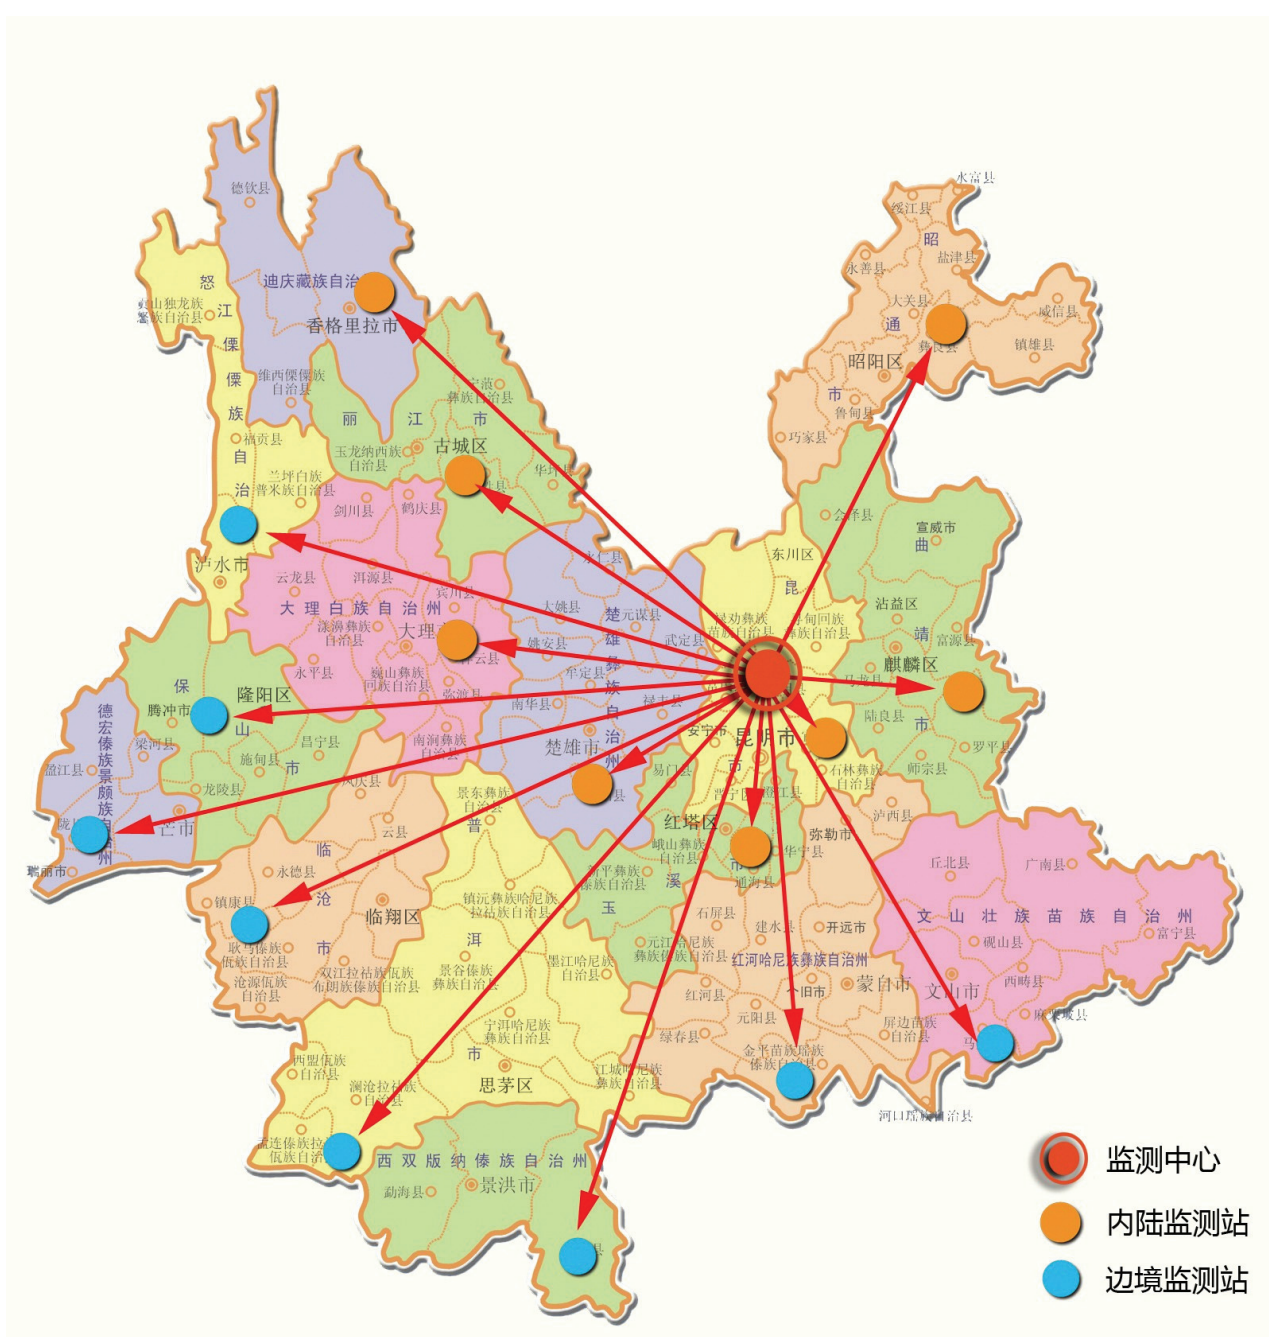 德钦县
水富县
绥江县
昭
盐津县
永善县
怒
迪庆藏族自治
大关县
威信县
江
山独龙族
族自治县
香格里拉市
通
彝良县
镇雄县
傈
昭阳区
僳
维西傈僳族
自治县
宁蒗
彝族自治县
市
鲁甸县
族
丽
江
市
福贡县
巧家县
自
玉龙纳西族
自治县
古城区
兰坪白族
普米族自治县
治
华坪县
剑川县
鹤庆县
会泽县
宣威市
曲
州
泸水市
永仁县
东川区
云龙县
洱源县
昆
大理白族自治州
宾川县
大姚县
楚
元谋县
沾益区
漾濞彝族
自治县
大理
雄
禄劝彝族
苗族自治县
寻甸回族
彝族自治县
靖
富源县
姚安县
武定县
永平县
巍山彝族
回族自治县
祥云县
彝
牟定县
麒麟区
马龙县
保
隆阳区
弥渡县
族
腾冲市
南华县
禄丰县
陆良县
山
自
市
德宏傣族景颇族自治州
梁河县
昌宁县
南涧彝族
自治县
楚雄市
治
安宁市
昆明市
罗平县
盈江县
施甸县
市
州
易门县
市
石林彝族
自治县
师宗县
龙陵县
凤庆县
景东彝族
自治县
晋宁区
澄江县
泸西县
芒市
云县
普
红塔区
弥勒市
临
峨山彝族
自治县
市
华宁县
丘北县
广南县
瑞丽市
永德县
新平彝族
傣族自治县
溪
通海县
镇康县
沧
临翔区
镇沅彝族哈尼族
拉祜族自治县
玉
石屏县
文山壮族苗族自治州
建水县
开远市
富宁县
耿马傣族
佤族自治县
市
洱
元江哈尼族
彝族傣族自治县
砚山县
红河哈尼族彝族自治州
双江拉祜族佤族
布朗族傣族自治县
景谷傣族
彝族自治县
墨江哈尼族
自治县
沧源佤族
自治县
红河县
个旧市
蒙自市
文山市
西畴县
元阳县
麻栗坡县
宁洱哈尼族
彝族自治县
屏边苗族
自治县
绿春县
马
市
金平苗族瑶族
傣族自治县
西盟佤族
自治县
思茅区
江城哈尼族
彝族自治县
澜沧拉祜族
自治县
河口瑶族自治县
孟连傣族拉
佤族自治
西双版纳傣族自治州
勐海县
景洪市
县
监测中心
内陆监测站
边境监测站